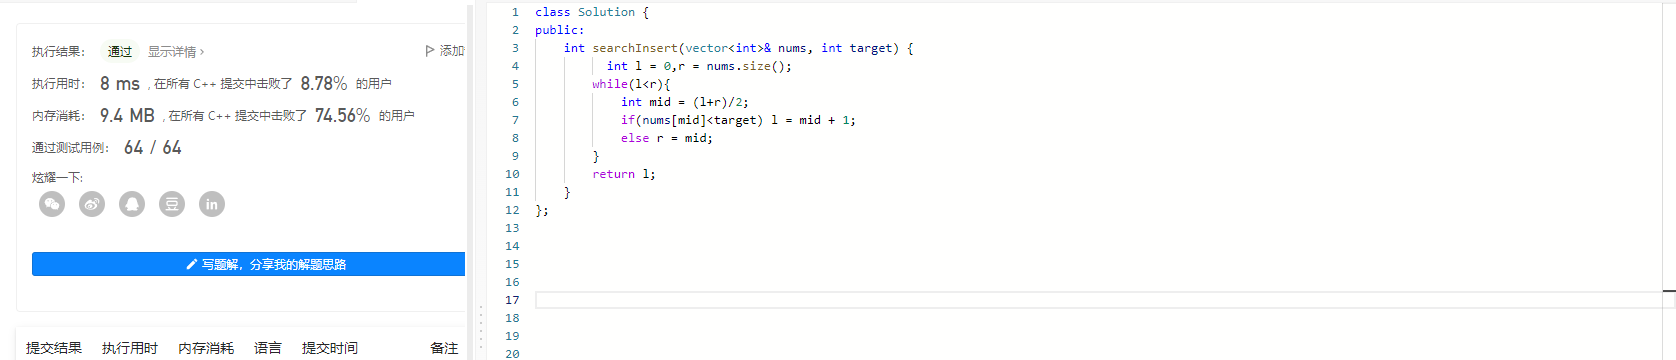 执行结果： 通过 显示详情 › 添加
执行用时： 8 ms , 在所有 C++ 提交中击败了 8.78% 的用户
内存消耗： 9.4 MB , 在所有 C++ 提交中击败了 74.56% 的用户
通过测试用例： 64 / 64
炫耀一下:
豆 in
写题解，分享我的解题思路
提交结果 执行用时 内存消耗 语言 提交时间 备注
1 class Solution {
2 public:
3 int searchInsert(vector<int>& nums, int target) {
4 int l = 0,r = nums.size();
5 while(l<r){
6 int mid = (l+r)/2;
7 if(nums[mid]<target) l = mid + 1;
8 else r = mid;
9 }
10 return l;
11 }
12 };
13
14
15
16
17
18
19
20